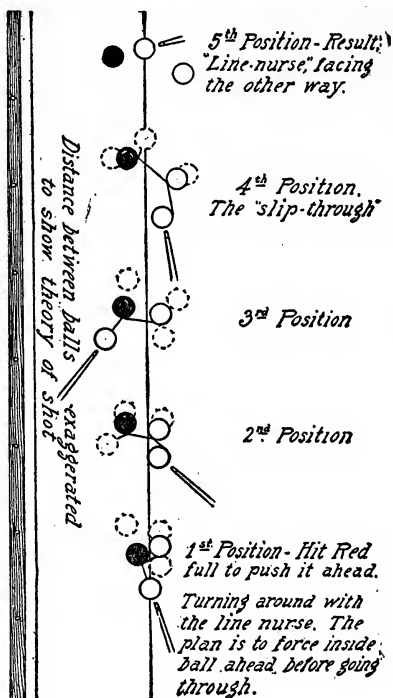 5th Position - Result;
"Line-nurse," facing
the other way.
Distance between balls exaggerated
to show theory of shot
4th Position.
The "slip-through"
3rd Position
2nd Position
1st Position - Hit Red
full to push it ahead.
Turning around with
the line nurse. The
plan is to force inside
ball ahead before going
through.